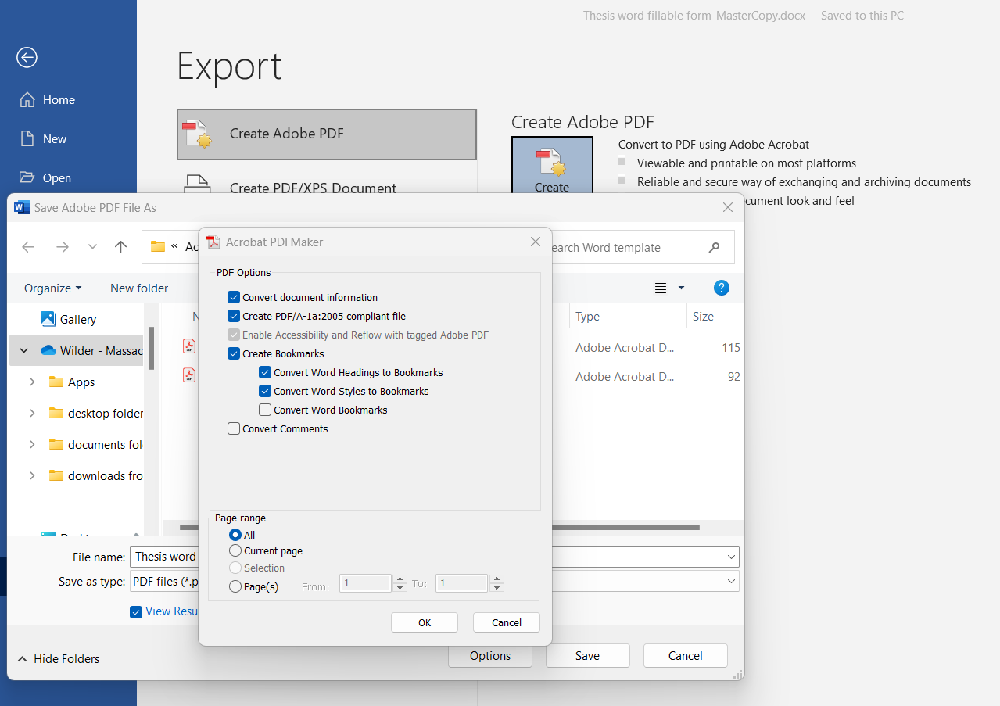 Thesis word fillable form-MasterCopy.docx - Saved to this PC
Export
Home
New
Open
Create Adobe PDF
Create PDF/XPS Document
Create Adobe PDF
Create
Convert to PDF using Adobe Acrobat
Viewable and printable on most platforms
Reliable and secure way of exchanging and archiving documents
cument look and feel
Save Adobe PDF File As
« Ac
earch Word template
Organize
New folder
?
Gallery
Wilder - Massac
Apps
desktop folder
documents fol
downloads fro
Type
Size
Adobe Acrobat D...
115
Adobe Acrobat D...
92
File name:
Thesis word
Save as type:
PDF files (*.p
View Resu
Hide Folders
Options
Save
Cancel
Acrobat PDFMaker
PDF Options
Convert document information
Create PDF/A-1a:2005 compliant file
Enable Accessibility and Reflow with tagged Adobe PDF
Create Bookmarks
Convert Word Headings to Bookmarks
Convert Word Styles to Bookmarks
Convert Word Bookmarks
Convert Comments
Page range
All
Current page
Selection
Page(s)
From:
1
To:
1
OK
Cancel